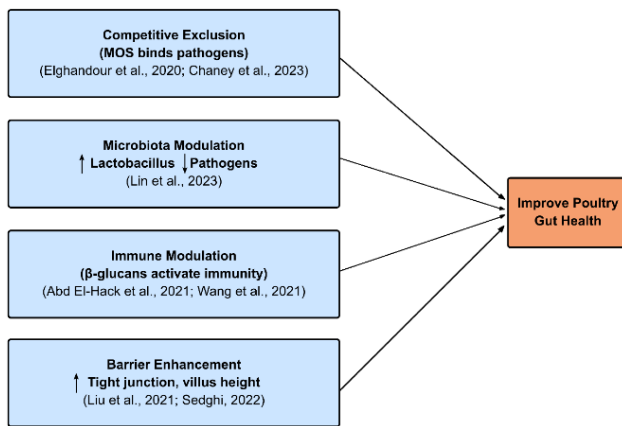 Competitive Exclusion
(MOS binds pathogens)
(Elghandour et al., 2020; Chaney et al., 2023)
Microbiota Modulation
↑ Lactobacillus ↓ Pathogens
(Lin et al., 2023)
Immune Modulation
(β-glucans activate immunity)
(Abd El-Hack et al., 2021; Wang et al., 2021)
Barrier Enhancement
↑ Tight junction, villus height
(Liu et al., 2021; Sedghi, 2022)
Improve Poultry
Gut Health